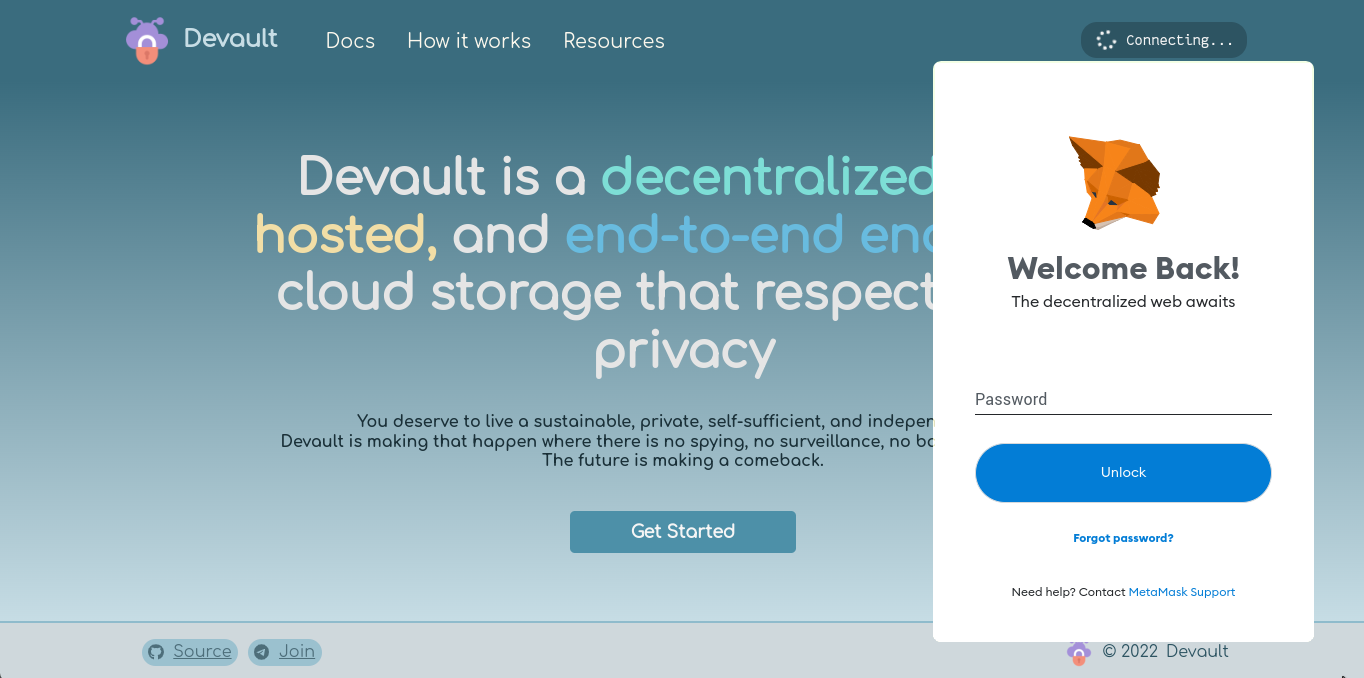 Devault
Docs
How it works
Resources
Connecting...
Devault is a decentralized
hosted, and end-to-end
cloud storage that respect
privacy
You deserve to live a sustainable, private, self-sufficient, and
Devault is making that happen where there is no spying, no surveillance, no
The future is making a comeback.
Get Started
Welcome Back!
The decentralized web awaits
Password
Unlock
Forgot password?
Need help? Contact MetaMask Support
Source
Join
© 2022 Devault